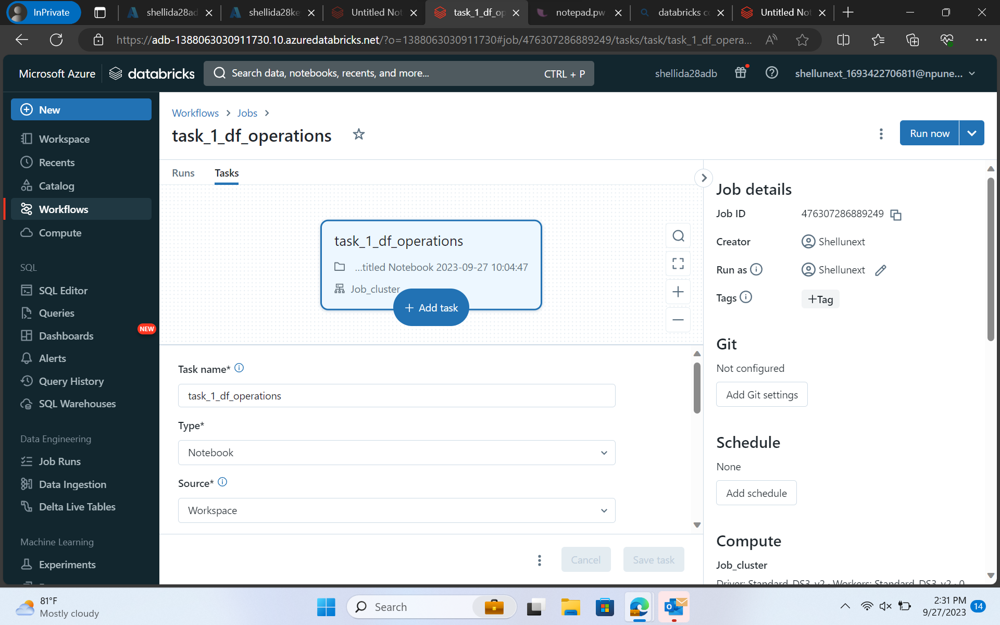 InPrivate
shellida28ad
shellida28ke
Untitled Not
task_1_df_op
notepad.pw
databricks cc
Untitled Not
https://adb-1388063030911730.10.azuredatabricks.net/?o=1388063030911730#job/476307286889249/tasks/task/task_1_df_opera...
Microsoft Azure
databricks
Search data, notebooks, recents, and more...
CTRL + P
shellida28adb
shellunext_1693422706811@npune...
New
Workspace
Recents
Catalog
Workflows
Compute
SQL
SQL Editor
Queries
Dashboards
NEW
Alerts
Query History
SQL Warehouses
Data Engineering
Job Runs
Data Ingestion
Delta Live Tables
Machine Learning
Experiments
Workflows > Jobs >
task_1_df_operations
Run now
Runs
Tasks
task_1_df_operations
...titled Notebook 2023-09-27 10:04:47
Job_cluster
+ Add task
Task name*
task_1_df_operations
Type*
Notebook
Source*
Workspace
Cancel
Save task
Job details
Job ID
476307286889249
Creator
Shellunext
Run as
Shellunext
Tags
+Tag
Git
Not configured
Add Git settings
Schedule
None
Add schedule
Compute
Job_cluster
Driver: Standard_DS3_v2 · Workers: Standard_DS3_v2 · 0
81°F
Mostly cloudy
Search
2:31 PM
9/27/2023
14